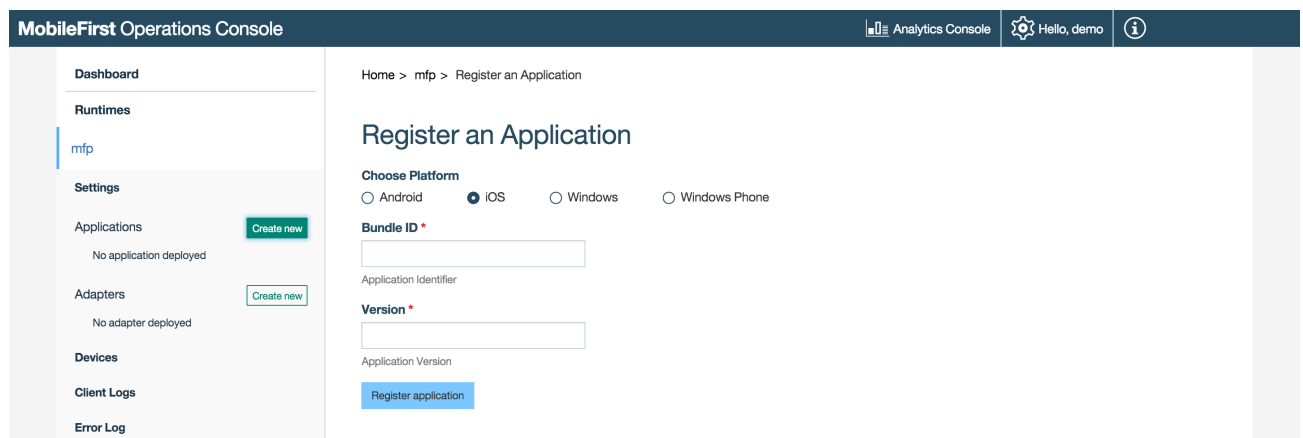 MobileFirst Operations Console
Analytics Console
Hello, demo
Dashboard
Runtimes
mfp
Settings
Applications
Create new
No application deployed
Adapters
Create new
No adapter deployed
Devices
Client Logs
Error Log
Home > mfp > Register an Application
Register an Application
Choose Platform
Android iOS Windows Windows Phone
Bundle ID *
Application Identifier
Version *
Application Version
Register application